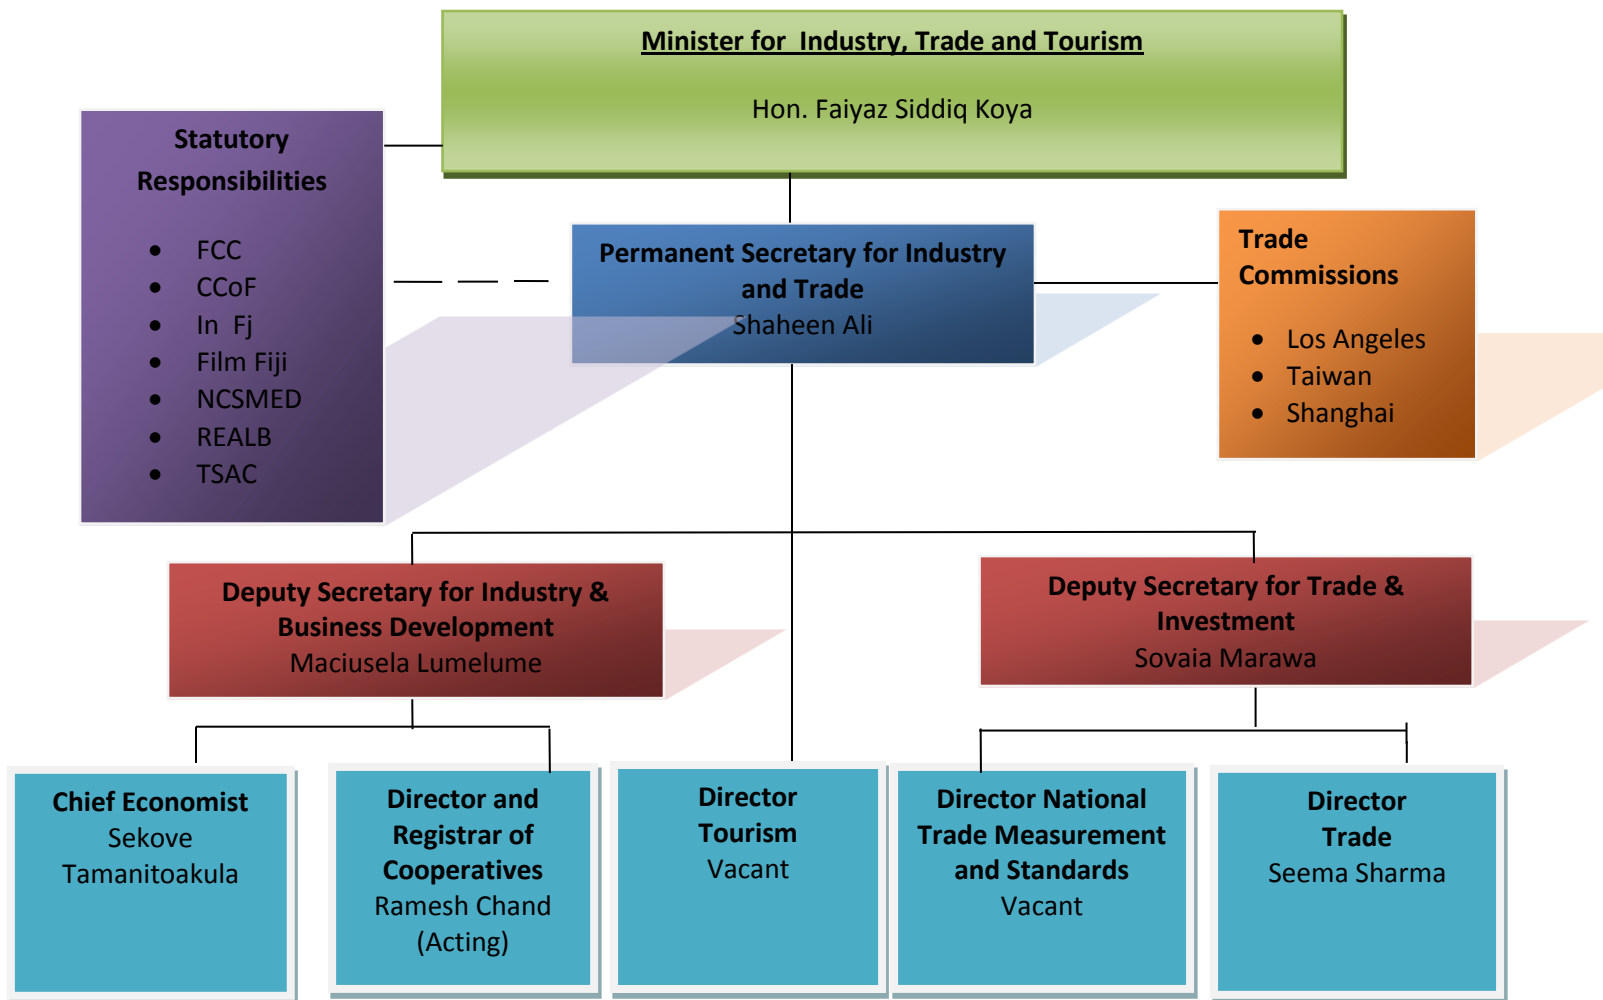 Minister for Industry, Trade and Tourism
Hon. Faiyaz Siddiq Koya
Statutory
Responsibilities
• FCC
• CCoF
• In Fj
• Film Fiji
• NCSMED
• REALB
• TSAC
Permanent Secretary for Industry
and Trade
Shaheen Ali
Trade
Commissions
• Los Angeles
• Taiwan
• Shanghai
Deputy Secretary for Industry &
Business Development
Maciusela Lumelume
Deputy Secretary for Trade &
Investment
Sovaia Marawa
Chief Economist
Sekove
Tamanitoakula
Director and
Registrar of
Cooperatives
Ramesh Chand
(Acting)
Director
Tourism
Vacant
Director National
Trade Measurement
and Standards
Vacant
Director
Trade
Seema Sharma